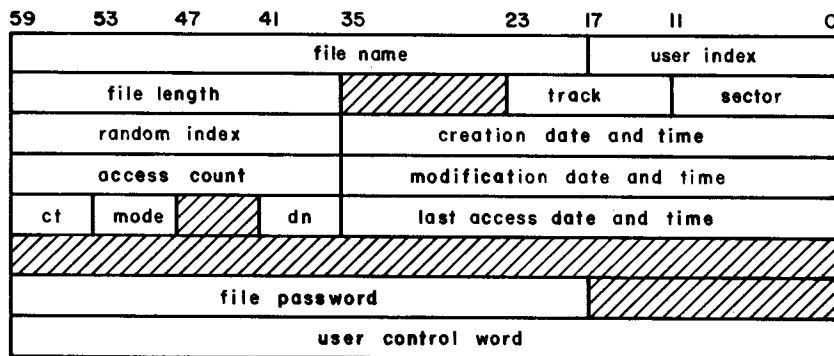 59 53 47 41 35 23 17 11 0
file name user index
file length track sector
random index creation date and time
access count modification date and time
ct mode dn last access date and time
file password
user control word